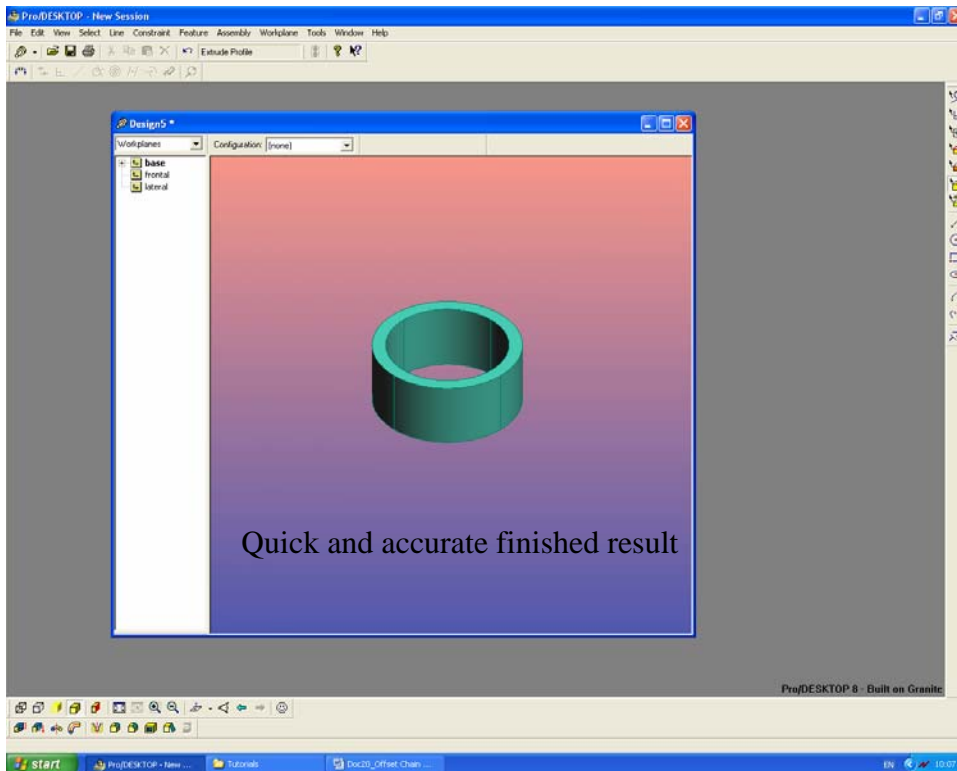 Pro/DESKTOP - New Session
File Edit View Select Line Constraint Feature Assembly Workplane Tools Window Help
Extrude Profile
Design5 *
Workplanes Configuration: [none]
base
frontal
lateral
Quick and accurate finished result
Pro/DESKTOP 8 - Built on Granite
start Pro/DESKTOP - New ... Tutorials Doc20_Offset Chain ... EN 10:07